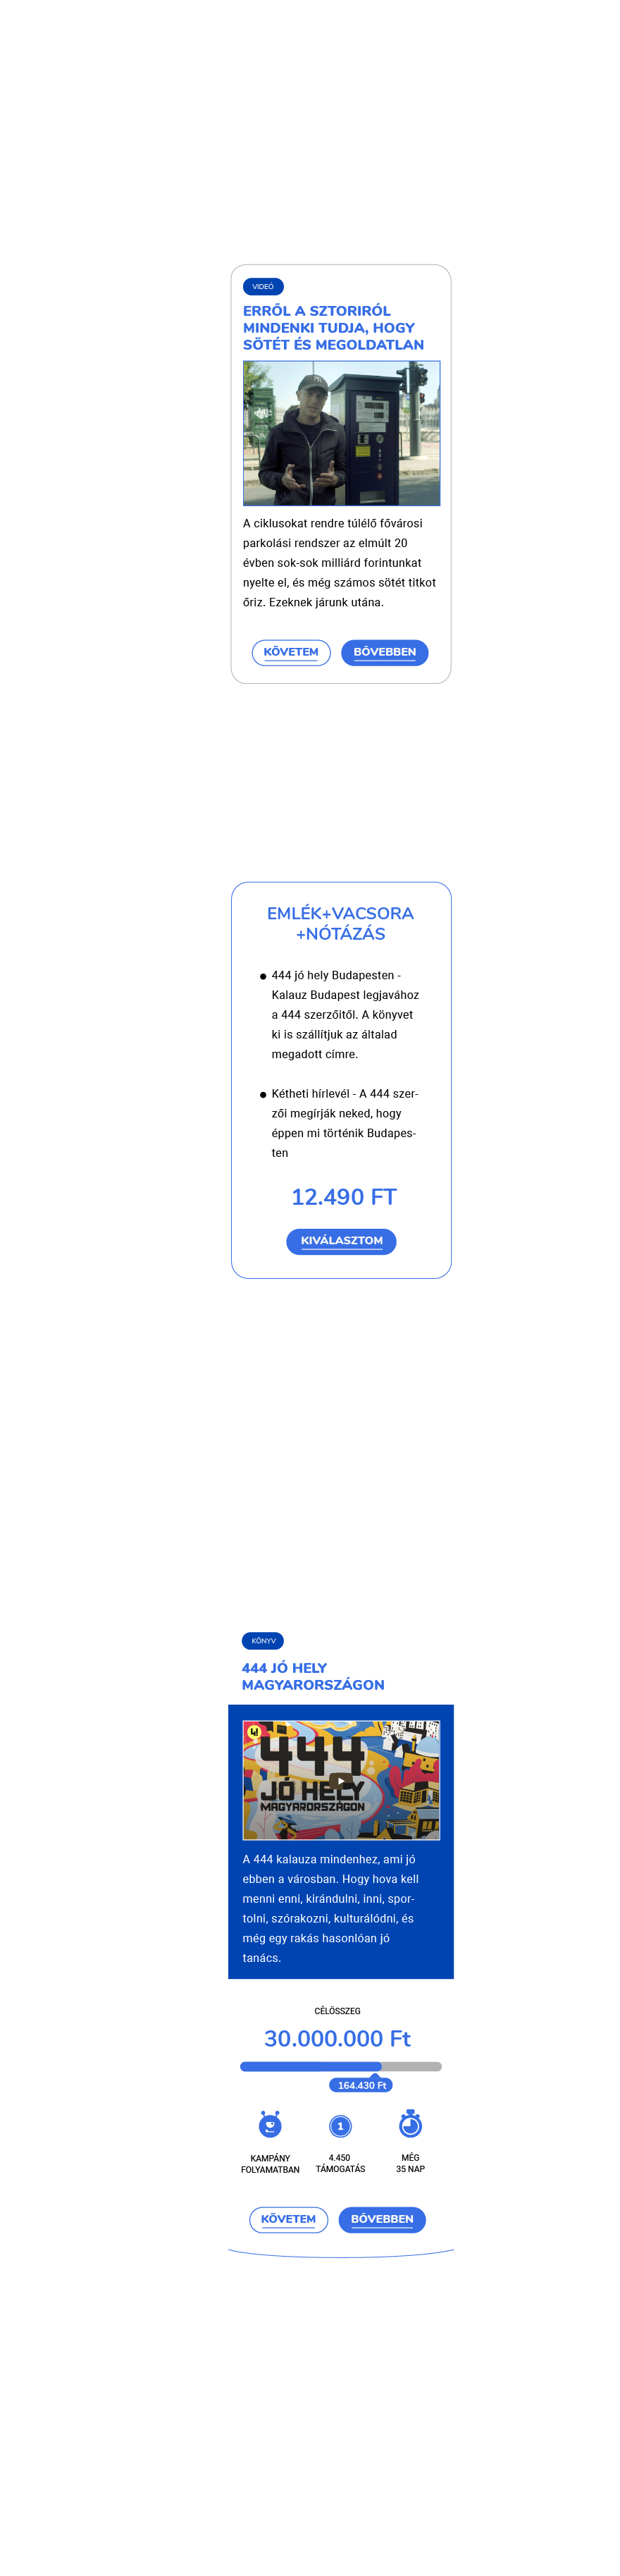 VIDEÓ
ERRŐL A SZTORIRÓL
MINDENKI TUDJA, HOGY
SÖTÉT ÉS MEGOLDATLAN
A ciklusokat rendre túlélő fővárosi
parkolási rendszer az elmúlt 20
évben sok-sok milliárd forintunkat
nyelte el, és még számos sötét titkot
őriz. Ezeknek járunk utána.
KÖVETEM
BŐVEBBEN
EMLÉK+VACSORA
+NÓTÁZÁS
● 444 jó hely Budapesten -
Kalauz Budapest legjavához
a 444 szerzőitől. A könyvet
ki is szállítjuk az általad
megadott címre.
● Kétheti hírlevél - A 444 szer-
zői megírják neked, hogy
éppen mi történik Budapes-
ten
12.490 FT
KIVÁLASZTOM
KÖNYV
444 JÓ HELY
MAGYARORSZÁGON
444
JÓ HELY
MAGYARORSZÁGON
A 444 kalauza mindenhez, ami jó
ebben a városban. Hogy hova kell
menni enni, kirándulni, inni, spor-
tolni, szórakozni, kulturálódni, és
még egy rakás hasonlóan jó
tanács.
CÉLÖSSZEG
30.000.000 Ft
164.430 Ft
1
KAMPÁNY
FOLYAMATBAN
4.450
TÁMOGATÁS
MÉG
35 NAP
KÖVETEM
BŐVEBBEN